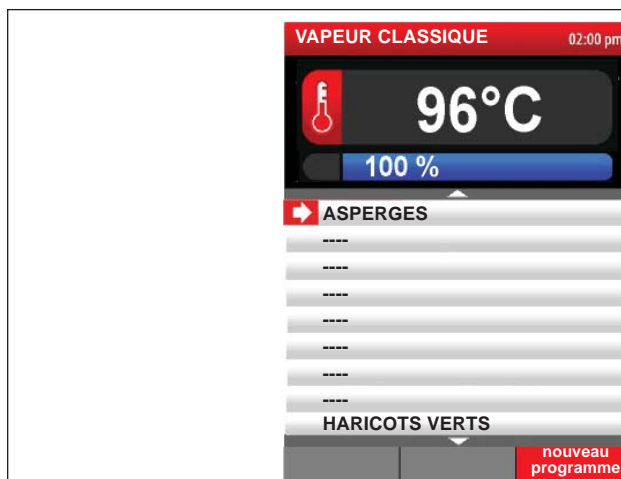 VAPEUR CLASSIQUE 02:00 pm
96°C
100 %
ASPERGES
----
----
----
----
----
----
----
HARICOTS VERTS
nouveau
programme